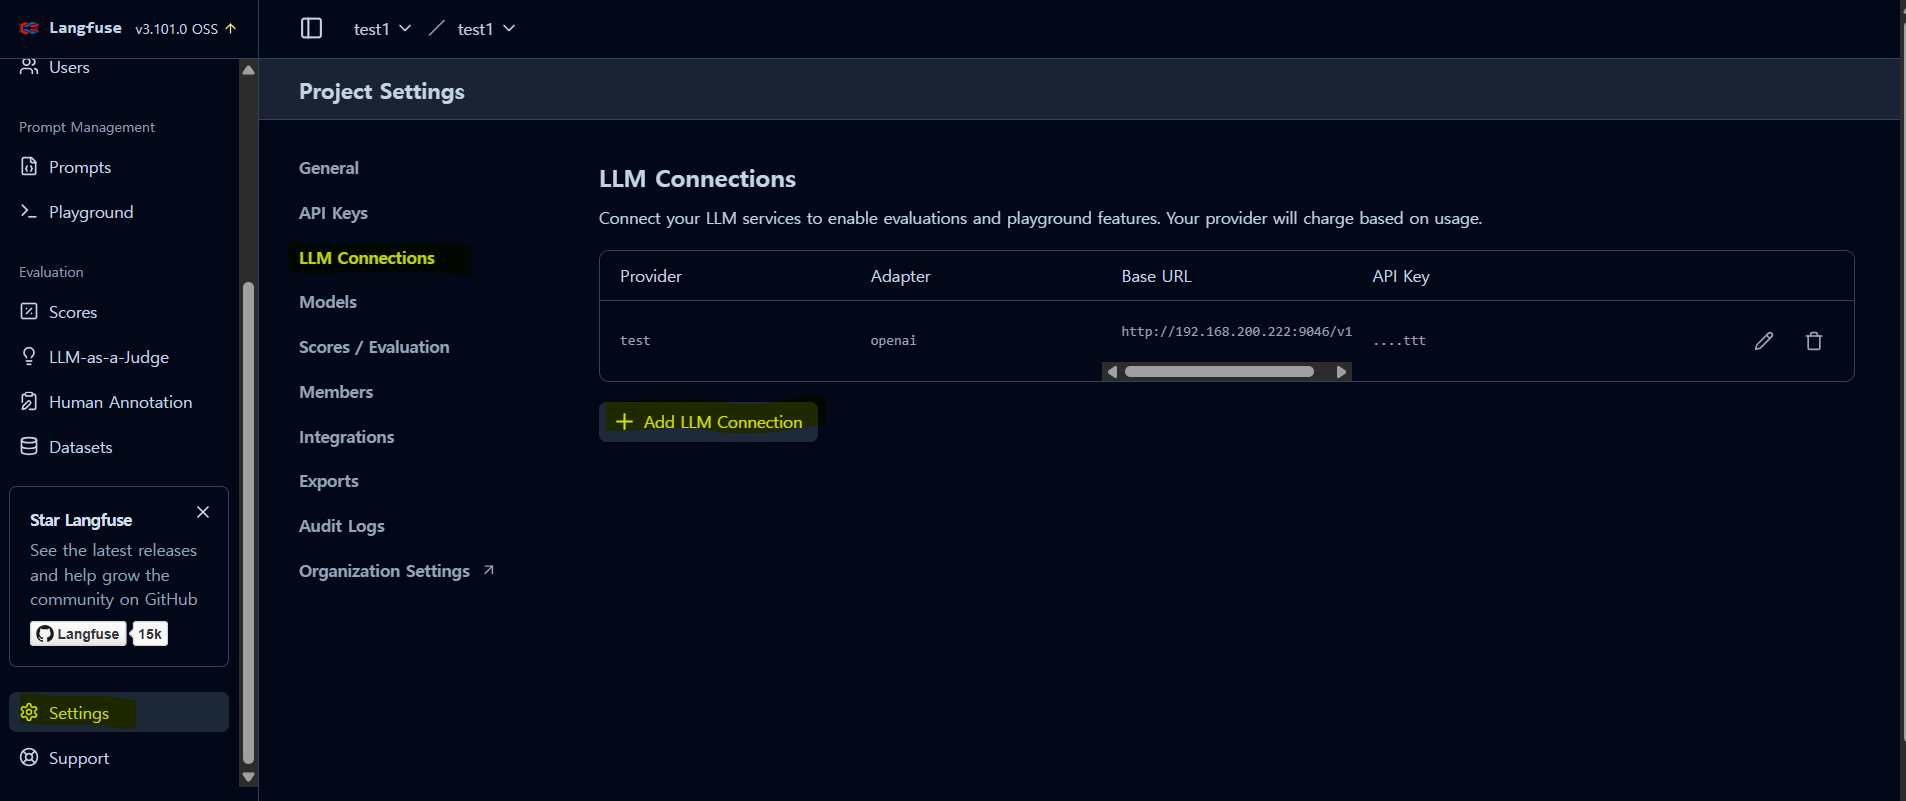 Langfuse v3.101.0 OSS
test1 / test1
Users
Prompt Management
Prompts
Playground
Evaluation
Scores
LLM-as-a-Judge
Human Annotation
Datasets
Star Langfuse
See the latest releases
and help grow the
community on GitHub
Langfuse 15k
Settings
Support
Project Settings
General
API Keys
LLM Connections
Models
Scores / Evaluation
Members
Integrations
Exports
Audit Logs
Organization Settings
LLM Connections
Connect your LLM services to enable evaluations and playground features. Your provider will charge based on usage.
Provider Adapter Base URL API Key
test openai http://192.168.200.222:9046/v1 ....ttt
+ Add LLM Connection